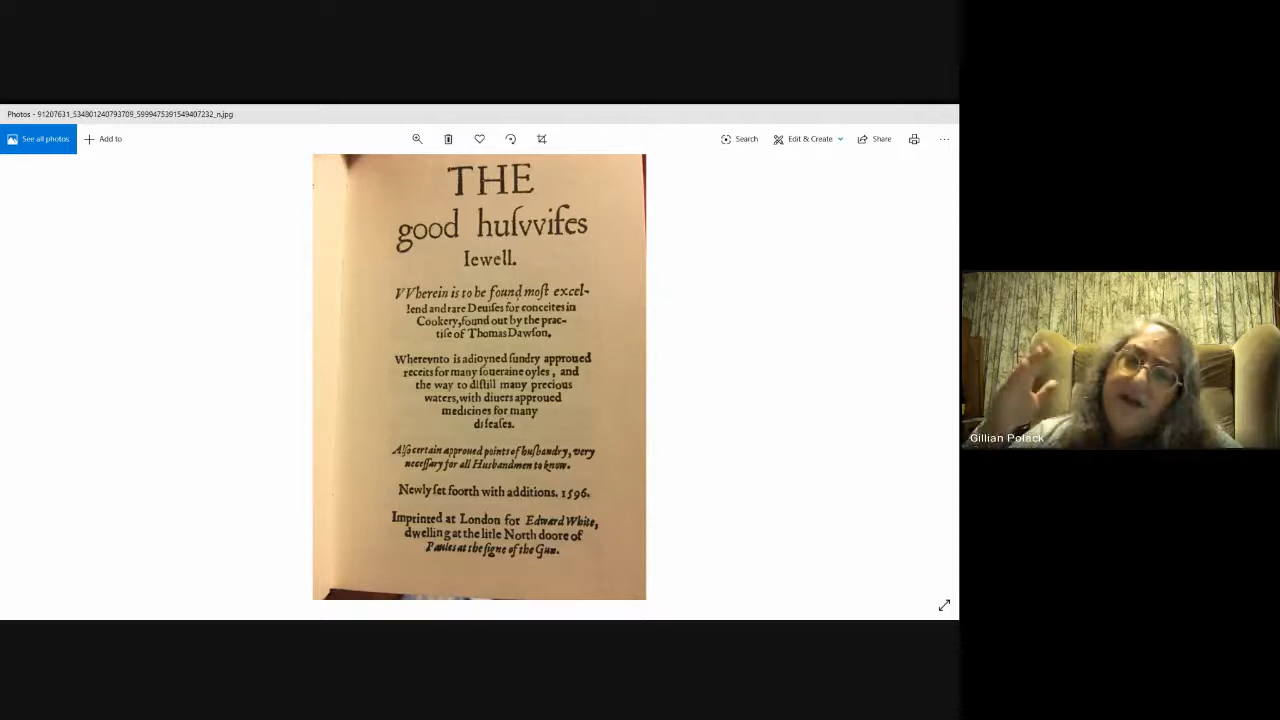 Photos - 91207631_534801240793709_5999475391549407232_n.jpg
See all photos
Add to
Search
Edit & Create
Share
THE
good huſvvifes
Iewell.
VVherein is to be found moſt excel-
lend and rare Deuiſes for conceites in
Cookery, found out by the prac-
tiſe of Thomas Dawſon.
Wherevnto is adioyned ſundry approued
receits for many ſoueraine oyles, and
the way to diſtill many precious
waters, with diuers approued
medicines for many
diſeaſes.
Alſo certain approued points of huſbandry, very
neceſſary for all Husbandmen to know.
Newly ſet foorth with additions. 1596.
Imprinted at London for Edward White,
dwelling at the litle North doore of
Paules at the ſigne of the Gun.
Gillian Polack